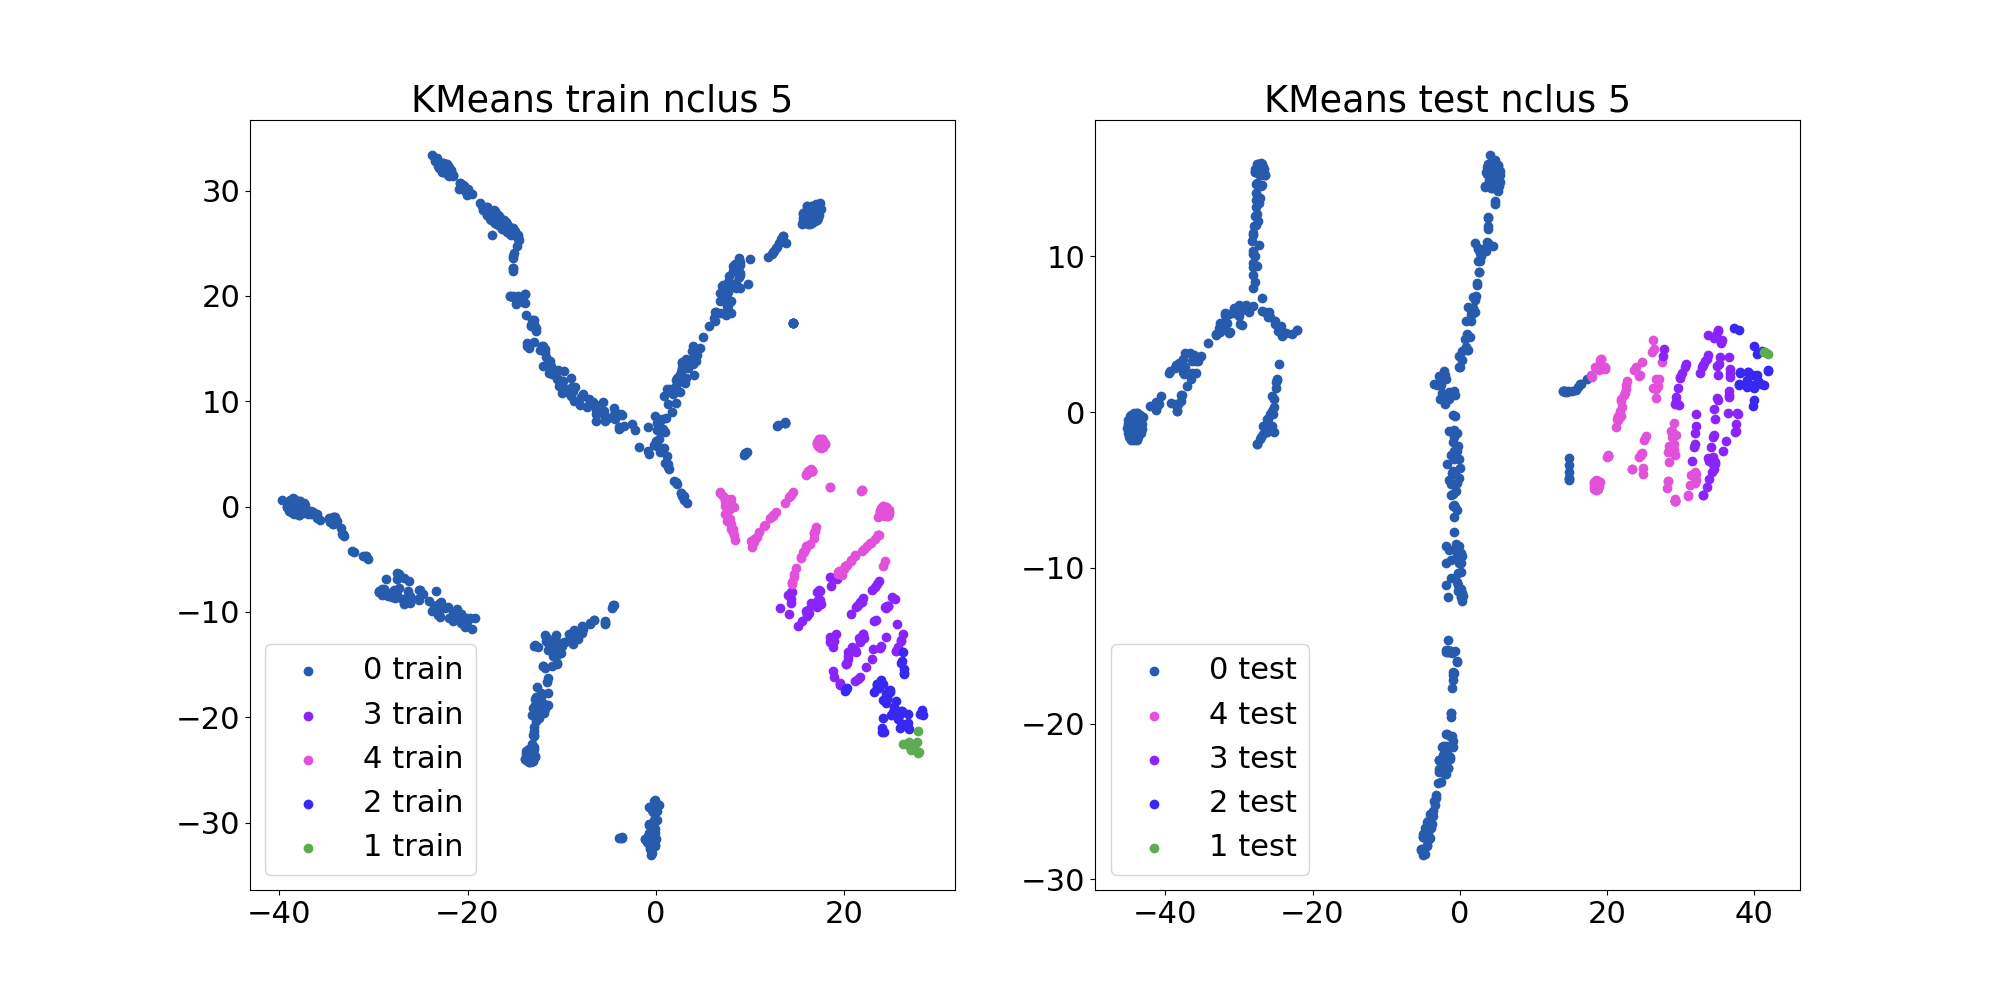 KMeans train nclus 5
30
20
10
0
−10
−20
−30
−40
−20
0
20
0 train
3 train
4 train
2 train
1 train
KMeans test nclus 5
10
0
−10
−20
−30
−40
−20
0
20
40
0 test
4 test
3 test
2 test
1 test